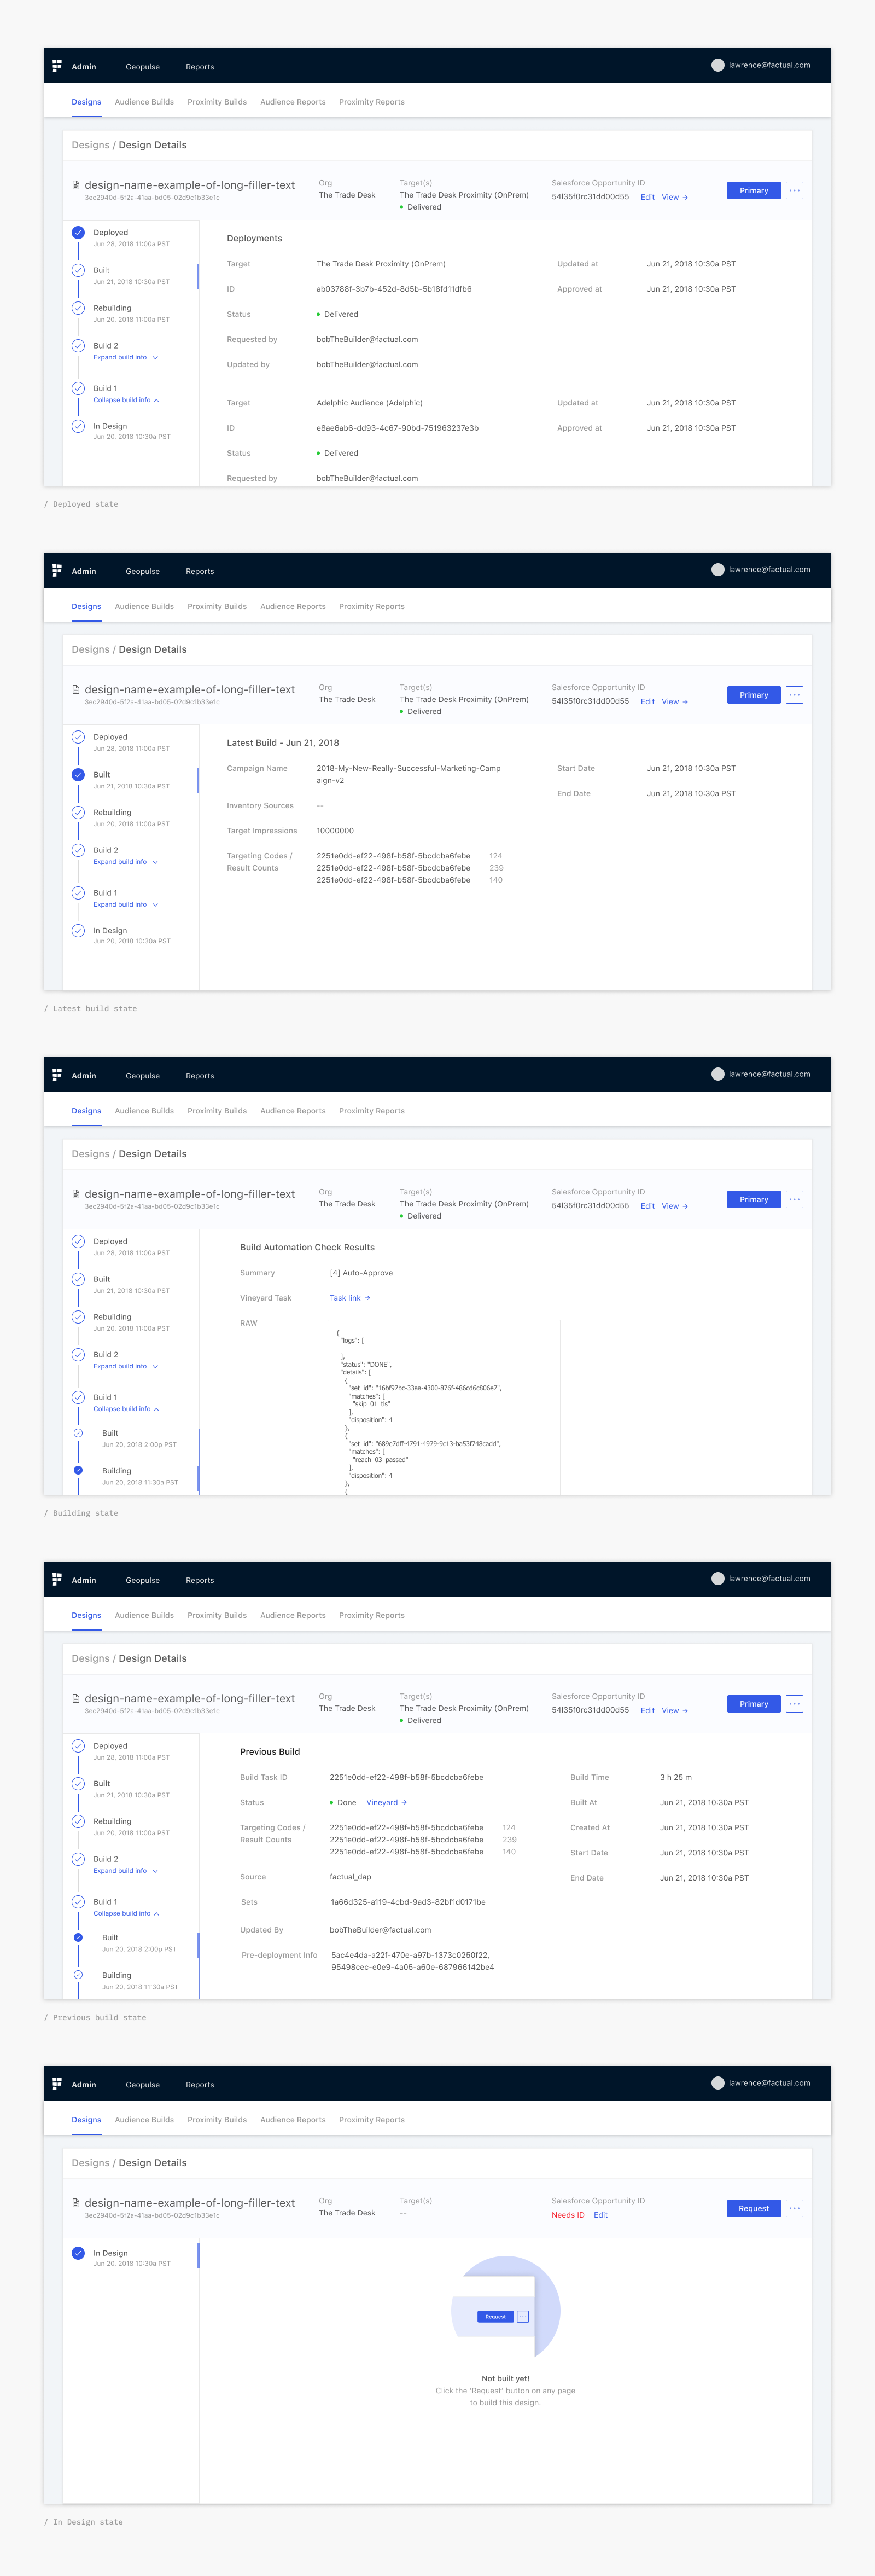 Admin Geopulse Reports lawrence@factual.com
Designs Audience Builds Proximity Builds Audience Reports Proximity Reports
Designs / Design Details
design-name-example-of-long-filler-text
3ec2940d-5f2a-41aa-bd05-02d9c1b33e1c
Org
The Trade Desk
Target(s)
The Trade Desk Proximity (OnPrem)
Delivered
Salesforce Opportunity ID
54I35f0rc31dd00d55 Edit View →
Primary
Deployed
Jun 28, 2018 11:00a PST
Built
Jun 21, 2018 10:30a PST
Rebuilding
Jun 20, 2018 11:00a PST
Build 2
Expand build info
Build 1
Collapse build info
In Design
Jun 20, 2018 10:30a PST
Deployments
Target The Trade Desk Proximity (OnPrem) Updated at Jun 21, 2018 10:30a PST
ID ab03788f-3b7b-452d-8d5b-5b18fd11dfb6 Approved at Jun 21, 2018 10:30a PST
Status Delivered
Requested by bobTheBuilder@factual.com
Updated by bobTheBuilder@factual.com
Target Adelphic Audience (Adelphic) Updated at Jun 21, 2018 10:30a PST
ID e8ae6ab6-dd93-4c67-90bd-751963237e3b Approved at Jun 21, 2018 10:30a PST
Status Delivered
Requested by bobTheBuilder@factual.com
/ Deployed state
Admin Geopulse Reports lawrence@factual.com
Designs Audience Builds Proximity Builds Audience Reports Proximity Reports
Designs / Design Details
design-name-example-of-long-filler-text
3ec2940d-5f2a-41aa-bd05-02d9c1b33e1c
Org
The Trade Desk
Target(s)
The Trade Desk Proximity (OnPrem)
Delivered
Salesforce Opportunity ID
54I35f0rc31dd00d55 Edit View →
Primary
Deployed
Jun 28, 2018 11:00a PST
Built
Jun 21, 2018 10:30a PST
Rebuilding
Jun 20, 2018 11:00a PST
Build 2
Expand build info
Build 1
Expand build info
In Design
Jun 20, 2018 10:30a PST
Latest Build - Jun 21, 2018
Campaign Name 2018-My-New-Really-Successful-Marketing-Camp Start Date Jun 21, 2018 10:30a PST
aign-v2
End Date Jun 21, 2018 10:30a PST
Inventory Sources --
Target Impressions 10000000
Targeting Codes / 2251e0dd-ef22-498f-b58f-5bcdcba6febe 124
Result Counts 2251e0dd-ef22-498f-b58f-5bcdcba6febe 239
2251e0dd-ef22-498f-b58f-5bcdcba6febe 140
/ Latest build state
Admin Geopulse Reports lawrence@factual.com
Designs Audience Builds Proximity Builds Audience Reports Proximity Reports
Designs / Design Details
design-name-example-of-long-filler-text
3ec2940d-5f2a-41aa-bd05-02d9c1b33e1c
Org
The Trade Desk
Target(s)
The Trade Desk Proximity (OnPrem)
Delivered
Salesforce Opportunity ID
54I35f0rc31dd00d55 Edit View →
Primary
Deployed
Jun 28, 2018 11:00a PST
Built
Jun 21, 2018 10:30a PST
Rebuilding
Jun 20, 2018 11:00a PST
Build 2
Expand build info
Build 1
Collapse build info
Built
Jun 20, 2018 2:00p PST
Building
Jun 20, 2018 11:30a PST
Build Automation Check Results
Summary [4] Auto-Approve
Vineyard Task Task link →
RAW
{
"logs": [
],
"status": "DONE",
"details": [
{
"set_id": "16bf97bc-33aa-4300-876f-486cd6c806e7",
"matches": [
"skip_01_tls"
],
"disposition": 4
},
{
"set_id": "689e7dff-4791-4979-9c13-ba53f748cadd",
"matches": [
"reach_03_passed"
],
"disposition": 4
},
{
/ Building state
Admin Geopulse Reports lawrence@factual.com
Designs Audience Builds Proximity Builds Audience Reports Proximity Reports
Designs / Design Details
design-name-example-of-long-filler-text
3ec2940d-5f2a-41aa-bd05-02d9c1b33e1c
Org
The Trade Desk
Target(s)
The Trade Desk Proximity (OnPrem)
Delivered
Salesforce Opportunity ID
54I35f0rc31dd00d55 Edit View →
Primary
Deployed
Jun 28, 2018 11:00a PST
Built
Jun 21, 2018 10:30a PST
Rebuilding
Jun 20, 2018 11:00a PST
Build 2
Expand build info
Build 1
Collapse build info
Built
Jun 20, 2018 2:00p PST
Building
Jun 20, 2018 11:30a PST
Previous Build
Build Task ID 2251e0dd-ef22-498f-b58f-5bcdcba6febe Build Time 3 h 25 m
Status Done Vineyard → Built At Jun 21, 2018 10:30a PST
Targeting Codes / 2251e0dd-ef22-498f-b58f-5bcdcba6febe 124 Created At Jun 21, 2018 10:30a PST
Result Counts 2251e0dd-ef22-498f-b58f-5bcdcba6febe 239
2251e0dd-ef22-498f-b58f-5bcdcba6febe 140 Start Date Jun 21, 2018 10:30a PST
Source factual_dap End Date Jun 21, 2018 10:30a PST
Sets 1a66d325-a119-4cbd-9ad3-82bf1d0171be
Updated By bobTheBuilder@factual.com
Pre-deployment Info 5ac4e4da-a22f-470e-a97b-1373c0250f22,
95498cec-e0e9-4a05-a60e-687966142be4
/ Previous build state
Admin Geopulse Reports lawrence@factual.com
Designs Audience Builds Proximity Builds Audience Reports Proximity Reports
Designs / Design Details
design-name-example-of-long-filler-text
3ec2940d-5f2a-41aa-bd05-02d9c1b33e1c
Org
The Trade Desk
Target(s)
--
Salesforce Opportunity ID
Needs ID Edit
Request
In Design
Jun 20, 2018 10:30a PST
Request
Not built yet!
Click the 'Request' button on any page
to build this design.
/ In Design state